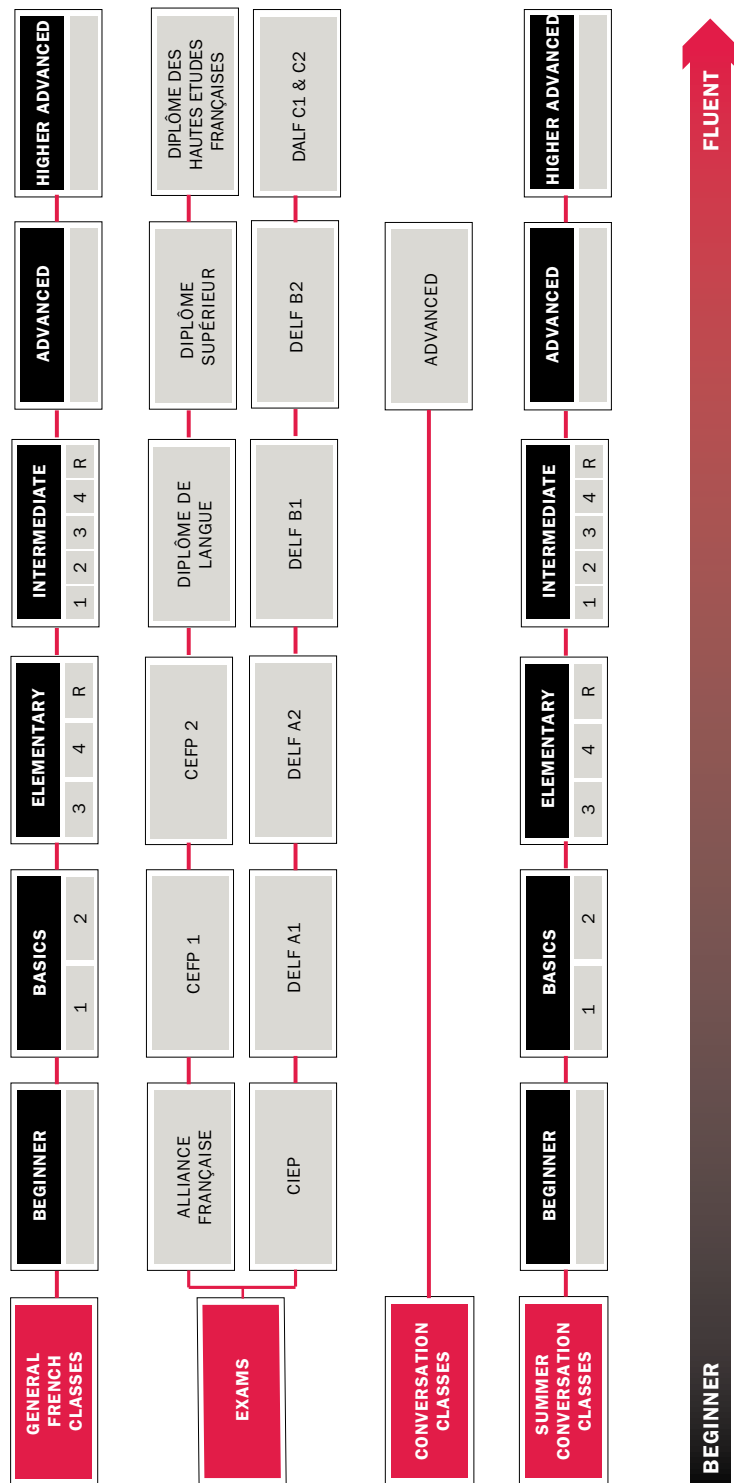 GENERAL
FRENCH
CLASSES
BEGINNER
BASICS
1 2
ELEMENTARY
3 4 R
INTERMEDIATE
1 2 3 4 R
ADVANCED
HIGHER ADVANCED
EXAMS
ALLIANCE
FRANÇAISE
CEFP 1
CEFP 2
DIPLÔME DE
LANGUE
DIPLÔME
SUPÉRIEUR
DIPLÔME DES
HAUTES ETUDES
FRANÇAISES
CIEP
DELF A1
DELF A2
DELF B1
DELF B2
DALF C1 & C2
CONVERSATION
CLASSES
ADVANCED
SUMMER
CONVERSATION
CLASSES
BEGINNER
BASICS
1 2
ELEMENTARY
3 4 R
INTERMEDIATE
1 2 3 4 R
ADVANCED
HIGHER ADVANCED
BEGINNER
FLUENT